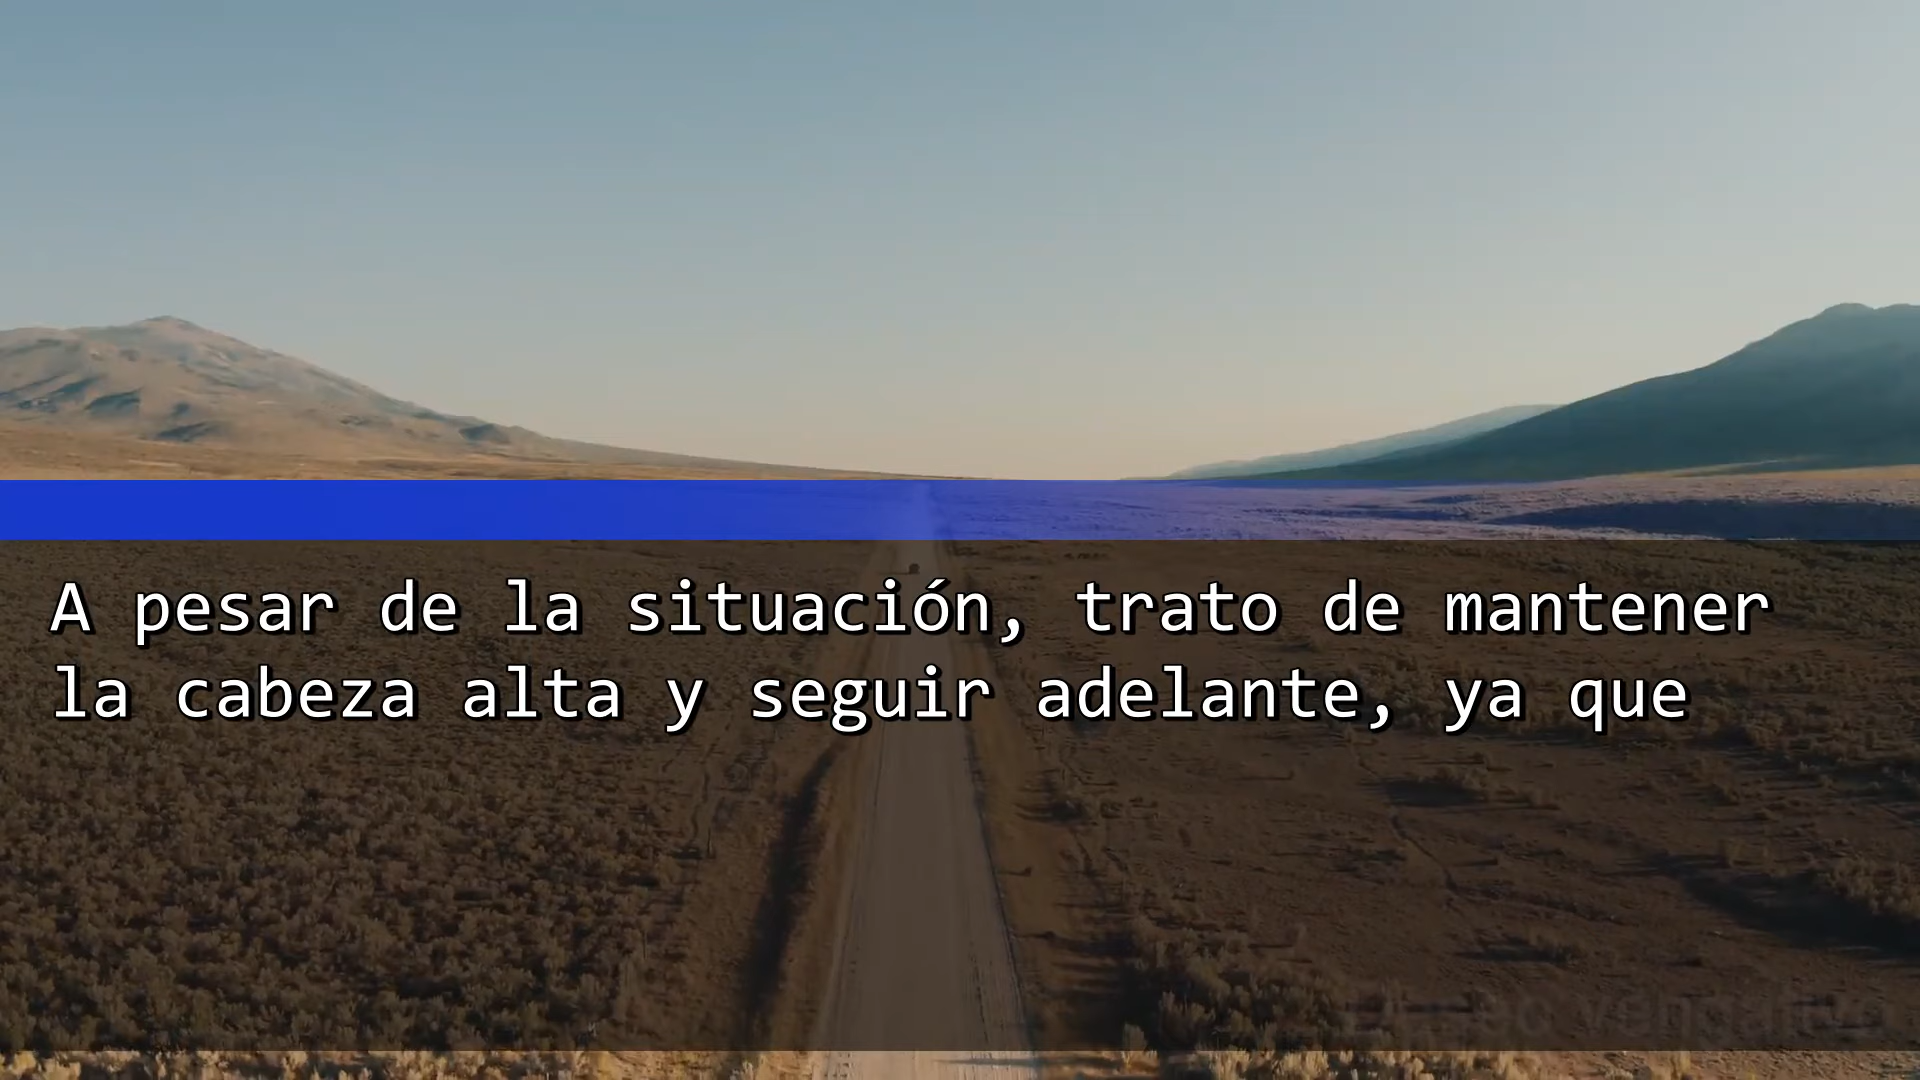 A pesar de la situación, trato de mantener
la cabeza alta y seguir adelante, ya que